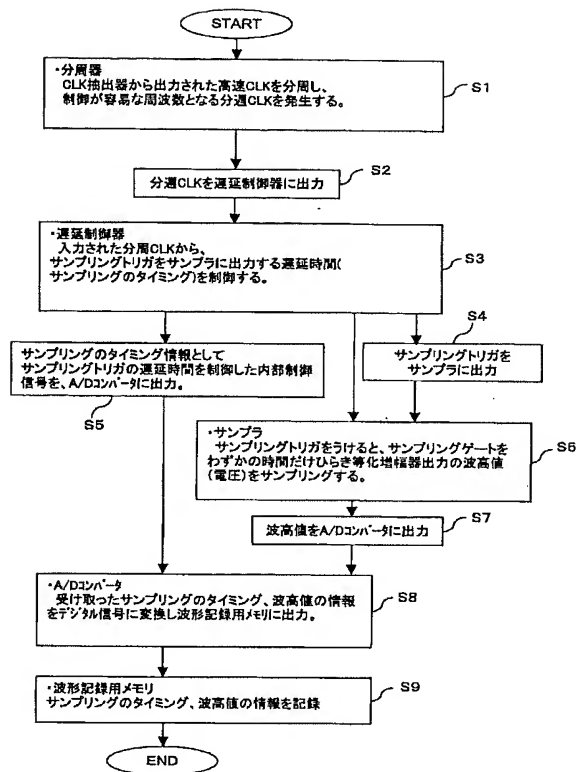 START
・分周器
CLK抽出器から出力された高速CLKを分周し、
制御が容易な周波数となる分週CLKを発生する。
S1
S2
分週CLKを遅延制御器に出力
・遅延制御器
入力された分周CLKから、
サンプリングトリガをサンプラに出力する遅延時間(
サンプリングのタイミング)を制御する。
S3
S4
サンプリングのタイミング情報として
サンプリングトリガの遅延時間を制御した内部制御
信号を、A/Dコンバータに出力。
サンプリングトリガを
サンプラに出力
S5
・サンプラ
サンプリングトリガをうけると、サンプリングゲートを
わずかの時間だけひらき等化増幅器出力の波高値
(電圧)をサンプリングする。
S6
S7
波高値をA/Dコンバータに出力
・A/Dコンバータ
受け取ったサンプリングのタイミング、波高値の情報
をデジタル信号に変換し波形記録用メモリに出力。
S8
・波形記録用メモリ
サンプリングのタイミング、波高値の情報を記録
S9
END